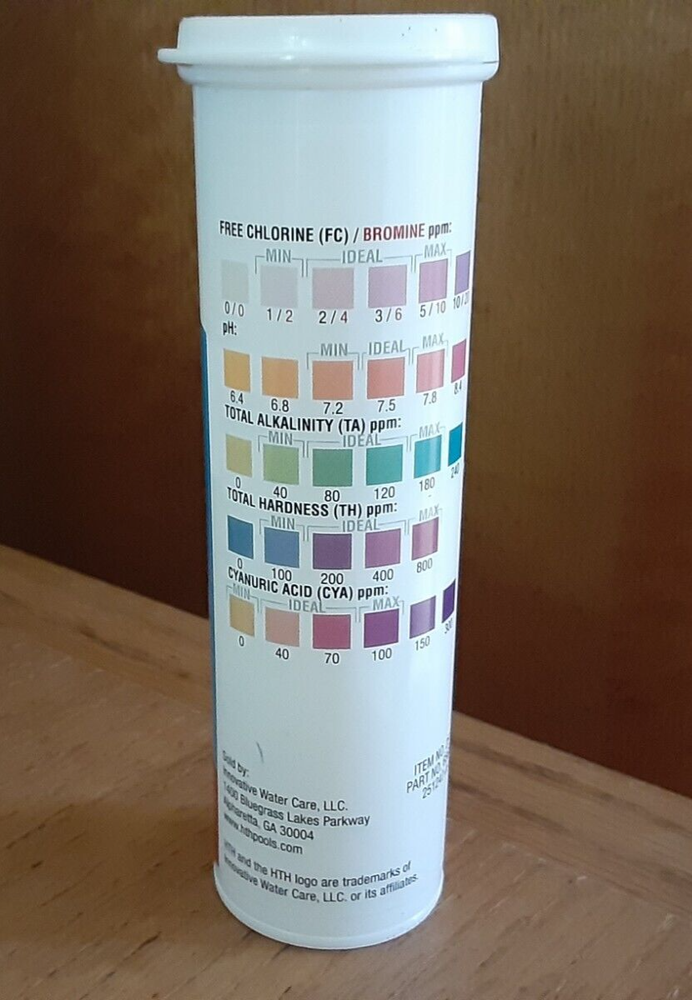 FREE CHLORINE (FC) / BROMINE ppm:
MIN IDEAL MAX
0/0 1/2 2/4 3/6 5/10
pH:
MIN IDEAL MAX
6.4 6.8 7.2 7.5 7.8 8.4
TOTAL ALKALINITY (TA) ppm:
MIN IDEAL MAX
0 40 80 120 180 240
TOTAL HARDNESS (TH) ppm:
MIN IDEAL MAX
0 100 200 400 800
CYANURIC ACID (CYA) ppm:
MIN IDEAL MAX
0 40 70 100 150
Sold by:
Innovative Water Care, LLC.
1400 Bluegrass Lakes Parkway
Alpharetta, GA 30004
www.hthpools.com
HTH and the HTH logo are trademarks of
Innovative Water Care, LLC. or its affiliates.
ITEM NO.
PART NO.